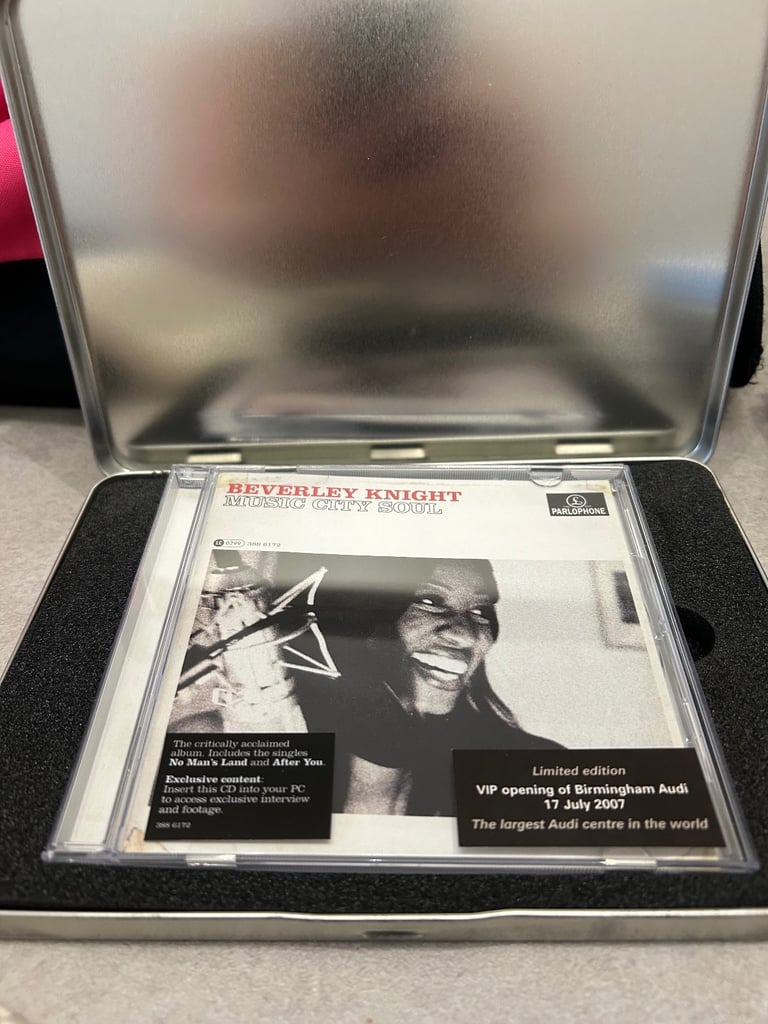 BEVERLEY KNIGHT
MUSIC CITY SOUL
£
PARLOPHONE
LC 0299 388 6172
The critically acclaimed
album. Includes the singles
No Man's Land and After You.
Exclusive content:
Insert this CD into your PC
to access exclusive interview
and footage.
388 6172
Limited edition
VIP opening of Birmingham Audi
17 July 2007
The largest Audi centre in the world